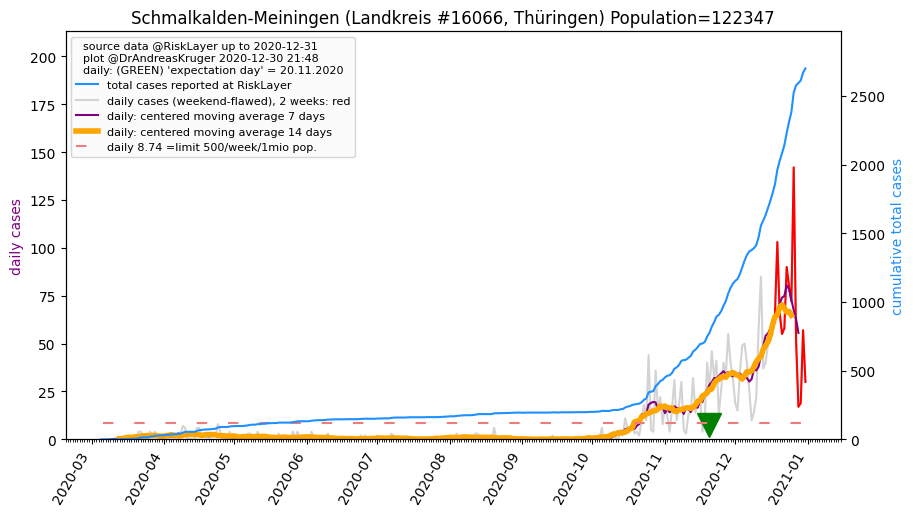 Schmalkalden-Meiningen (Landkreis #16066, Thüringen) Population=122347
source data @RiskLayer up to 2020-12-31
plot @DrAndreasKruger 2020-12-30 21:48
daily: (GREEN) 'expectation day' = 20.11.2020
total cases reported at RiskLayer
daily cases (weekend-flawed), 2 weeks: red
daily: centered moving average 7 days
daily: centered moving average 14 days
daily 8.74 =limit 500/week/1mio pop.
daily cases
200
175
150
125
100
75
50
25
0
2500
2000
1500
1000
500
0
cumulative total cases
2020-03
2020-04
2020-05
2020-06
2020-07
2020-08
2020-09
2020-10
2020-11
2020-12
2021-01